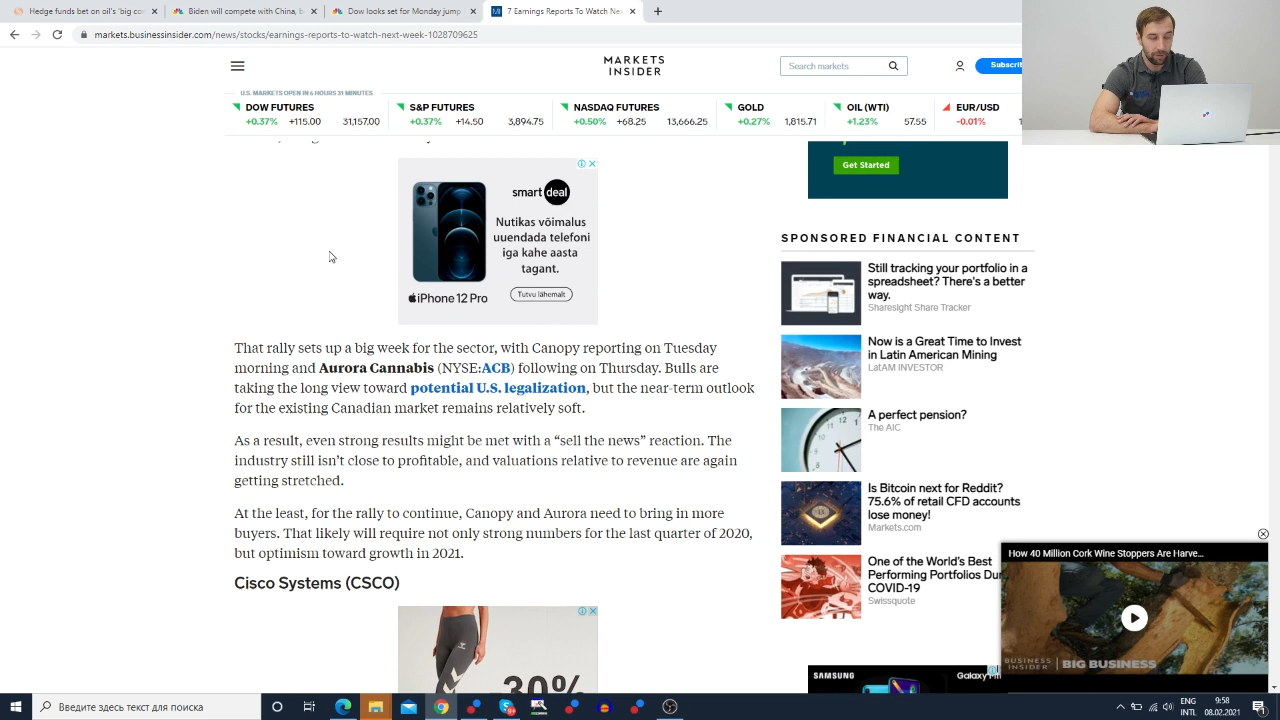 Hedge funds bet on oil's 'big co
Biden signals that he's willing to
S&P 500 futures jump to another
7 Earnings Reports to Watch Ne
markets.businessinsider.com/news/stocks/7-earnings-reports-to-watch-next-week-1028709625
MARKETS
INSIDER
Search markets
Subscrib
U.S. MARKETS OPEN IN 6 HOURS 31 MINUTES
DOW FUTURES
+0.37% +115.00 31,157.00
S&P FUTURES
+0.37% +14.50 3,894.75
NASDAQ FUTURES
+0.50% +68.25 13,666.25
GOLD
+0.27% 1,815.71
OIL (WTI)
+1.23% 57.55
EUR/USD
-0.01% 1
smart deal
Nutikas võimalus
uuendada telefoni
iga kahe aasta
tagant.
iPhone 12 Pro
Tutvu lähemalt
That rally sets up a big week for the sector, with Canopy reporting on Tuesday
morning and Aurora Cannabis (NYSE:ACB) following on Thursday. Bulls are
taking the long view toward potential U.S. legalization, but the near-term outlook
for the existing Canadian market remains relatively soft.
As a result, even strong results might be met with a “sell the news” reaction. The
industry still isn’t close to profitable, and valuations relative to revenue are again
getting stretched.
At the least, for the rally to continue, Canopy and Aurora need to bring in more
buyers. That likely will require not only strong numbers for the last quarter of 2020,
but optimism toward growth in 2021.
Cisco Systems (CSCO)
30%
Get Started
SPONSORED FINANCIAL CONTENT
Still tracking your portfolio in a
spreadsheet? There's a better
way.
Sharesight Share Tracker
Now is a Great Time to Invest
in Latin American Mining
LatAM INVESTOR
A perfect pension?
The AIC
Is Bitcoin next for Reddit?
75.6% of retail CFD accounts
lose money!
Markets.com
One of the World's Best
Performing Portfolios Dur
COVID-19
Swissquote
How 40 Million Cork Wine Stoppers Are Harve...
BUSINESS
INSIDER
BIG BUSINESS
SAMSUNG
Введите здесь текст для поиска
ENG
INTL
9:58
08.02.2021